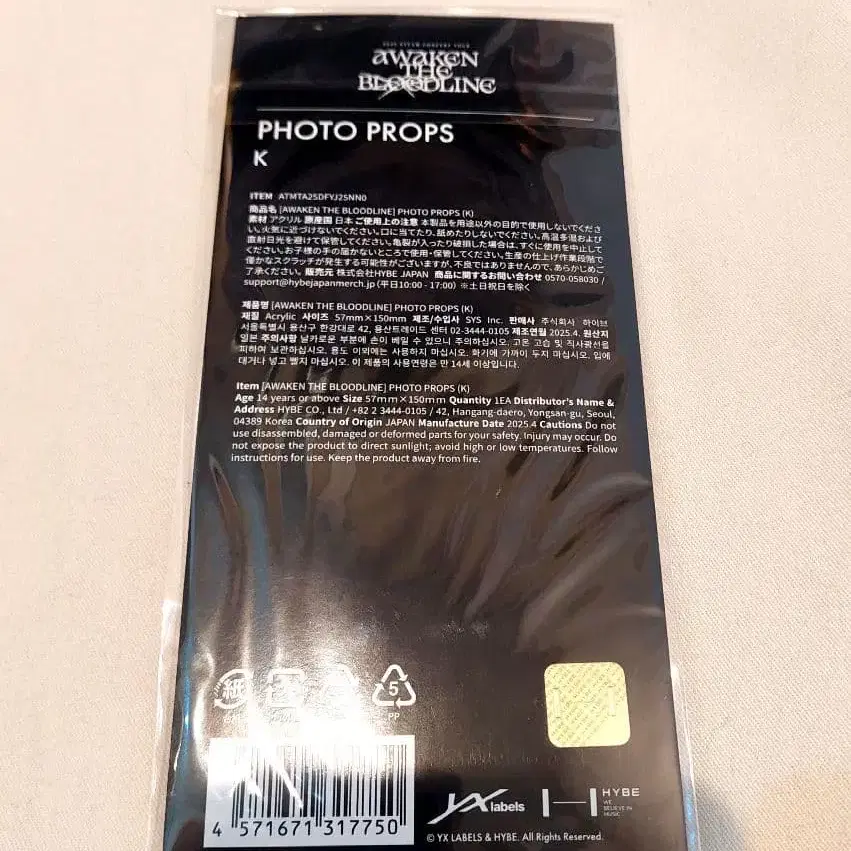 2025 &TEAM CONCERT TOUR
AWAKEN
THE
BLOODLINE
PHOTO PROPS
K
ITEM ATMTA25DFYJ25NN0
商品名 [AWAKEN THE BLOODLINE] PHOTO PROPS (K)
素材 アクリル 原産国 日本 ご使用上の注意 本製品を用途以外の目的で使用しないでくださ
い。火気に近づけないでください。口に当てたり、舐めたりしないでください。高温多湿および
直射日光を避けて保管してください。亀裂が入ったり破損した場合は、すぐに使用を中止して
ください。お子様の手の届かないところで使用・保管してください。生産の仕上げ作業段階で
僅かなスクラッチが発生する可能性がございますが、不良ではありませんので、あらかじめご
了承ください。 販売元 株式会社HYBE JAPAN 商品に関するお問い合わせ 0570-058030 /
support@hybejapanmerch.jp (平日10:00 - 17:00) ※土日祝日を除く
제품명 [AWAKEN THE BLOODLINE] PHOTO PROPS (K)
재질 Acrylic 사이즈 57mm×150mm 제조/수입사 SYS Inc. 판매사 주식회사 하이브
서울특별시 용산구 한강대로 42, 용산트레이드 센터 02-3444-0105 제조연월 2025.4. 원산지
일본 주의사항 날카로운 부분에 손이 베일 수 있으니 주의하십시오. 고온 고습 및 직사광선을
피하여 보관하십시오. 용도 이외에는 사용하지 마십시오. 화기에 가까이 두지 마십시오. 입에
대거나 넣고 빨지 마십시오. 이 제품의 사용연령은 만 14세 이상입니다.
Item [AWAKEN THE BLOODLINE] PHOTO PROPS (K)
Age 14 years or above Size 57mm×150mm Quantity 1EA Distributor's Name &
Address HYBE CO., Ltd / +82 2 3444-0105 / 42, Hangang-daero, Yongsan-gu, Seoul,
04389 Korea Country of Origin JAPAN Manufacture Date 2025.4 Cautions Do not
use disassembled, damaged or deformed parts for your safety. Injury may occur. Do
not expose the product to direct sunlight; avoid high or low temperatures. Follow
instructions for use. Keep the product away from fire.
紙
5
PP
4 571671 317750
YX labels
HYBE
WE
BELIEVE IN
MUSIC
© YX LABELS & HYBE. All Rights Reserved.